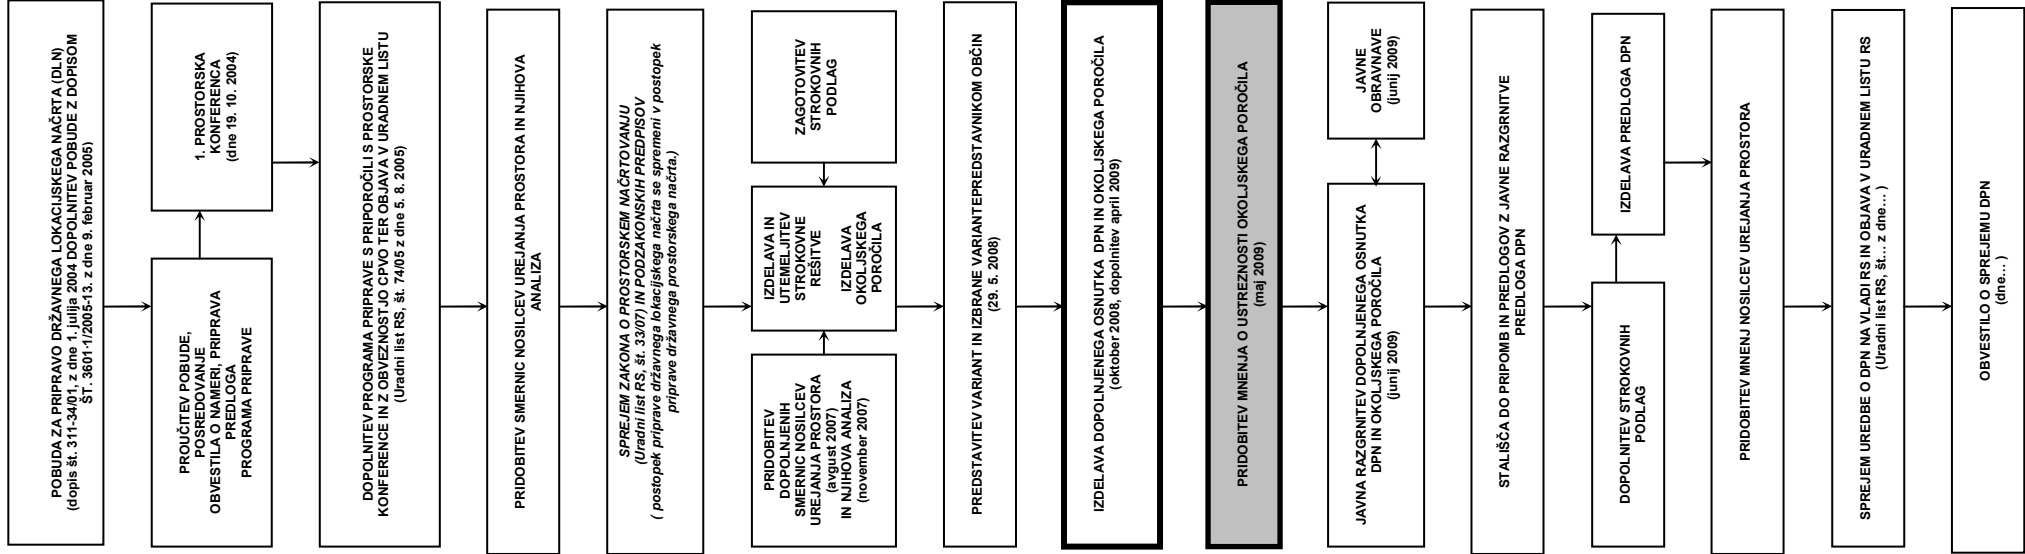 POBUDA ZA PRIPRAVO DRŽAVNEGA LOKACIJSKEGA NAČRTA (DLN)
(dopis št. 311-34/01, z dne 1. julija 2004 DOPOLNITEV POBUDE Z DOPISOM
ŠT. 3601-1/2005-13. z dne 9. februar 2005)
PROUČITEV POBUDE,
POSREDOVANJE
OBVESTILA O NAMERI, PRIPRAVA
PREDLOGA
PROGRAMA PRIPRAVE
1. PROSTORSKA
KONFERENCA
(dne 19. 10. 2004)
DOPOLNITEV PROGRAMA PRIPRAVE S PRIPOROČILI S PROSTORSKE
KONFERENCE IN Z OBVEZNOSTJO CPVO TER OBJAVA V URADNEM LISTU
(Uradni list RS, št. 74/05 z dne 5. 8. 2005)
PRIDOBITEV SMERNIC NOSILCEV UREJANJA PROSTORA IN NJIHOVA
ANALIZA
SPREJEM ZAKONA O PROSTORSKEM NAČRTOVANJU
(Uradni list RS, št. 33/07) IN PODZAKONSKIH PREDPISOV
( postopek priprave državnega lokacijskega načrta se spremeni v postopek
priprave državnega prostorskega načrta.)
PRIDOBITEV
DOPOLNJENIH
SMERNIC NOSILCEV
UREJANJA PROSTORA
(avgust 2007)
IN NJIHOVA ANALIZA
(november 2007)
IZDELAVA IN
UTEMELJITEV
STROKOVNE
REŠITVE
IZDELAVA
OKOLJSKEGA
POROČILA
ZAGOTOVITEV
STROKOVNIH
PODLAG
PREDSTAVITEV VARIANT IN IZBRANE VARIANTEPREDSTAVNIKOM OBČIN
(29. 5. 2008)
IZDELAVA DOPOLNJENEGA OSNUTKA DPN IN OKOLJSKEGA POROČILA
(oktober 2008, dopolnitev april 2009)
PRIDOBITEV MNENJA O USTREZNOSTI OKOLJSKEGA POROČILA
(maj 2009)
JAVNA RAZGRNITEV DOPOLNJENEGA OSNUTKA
DPN IN OKOLJSKEGA POROČILA
(junij 2009)
JAVNE
OBRAVNAVE
(junij 2009)
STALIŠČA DO PRIPOMB IN PREDLOGOV Z JAVNE RAZGRNITVE
PREDLOGA DPN
DOPOLNITEV STROKOVNIH
PODLAG
IZDELAVA PREDLOGA DPN
PRIDOBITEV MNENJ NOSILCEV UREJANJA PROSTORA
SPREJEM UREDBE O DPN NA VLADI RS IN OBJAVA V URADNEM LISTU RS
(Uradni list RS, št... z dne....)
OBVESTILO O SPREJEMU DPN
(dne... )